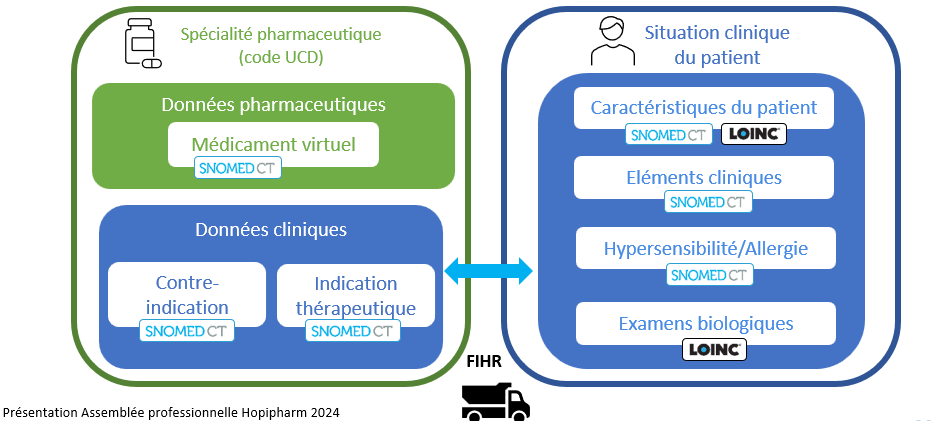 Spécialité pharmaceutique
(code UCD)
Données pharmaceutiques
Médicament virtuel
SNOMED CT
Données cliniques
Contre-
indication
SNOMED CT
Indication
thérapeutique
SNOMED CT
Situation clinique
du patient
Caractéristiques du patient
SNOMED CT LOINC
Eléments cliniques
SNOMED CT
Hypersensibilité/Allergie
SNOMED CT
Examens biologiques
LOINC
FIHR
Présentation Assemblée professionnelle Hopipharm 2024